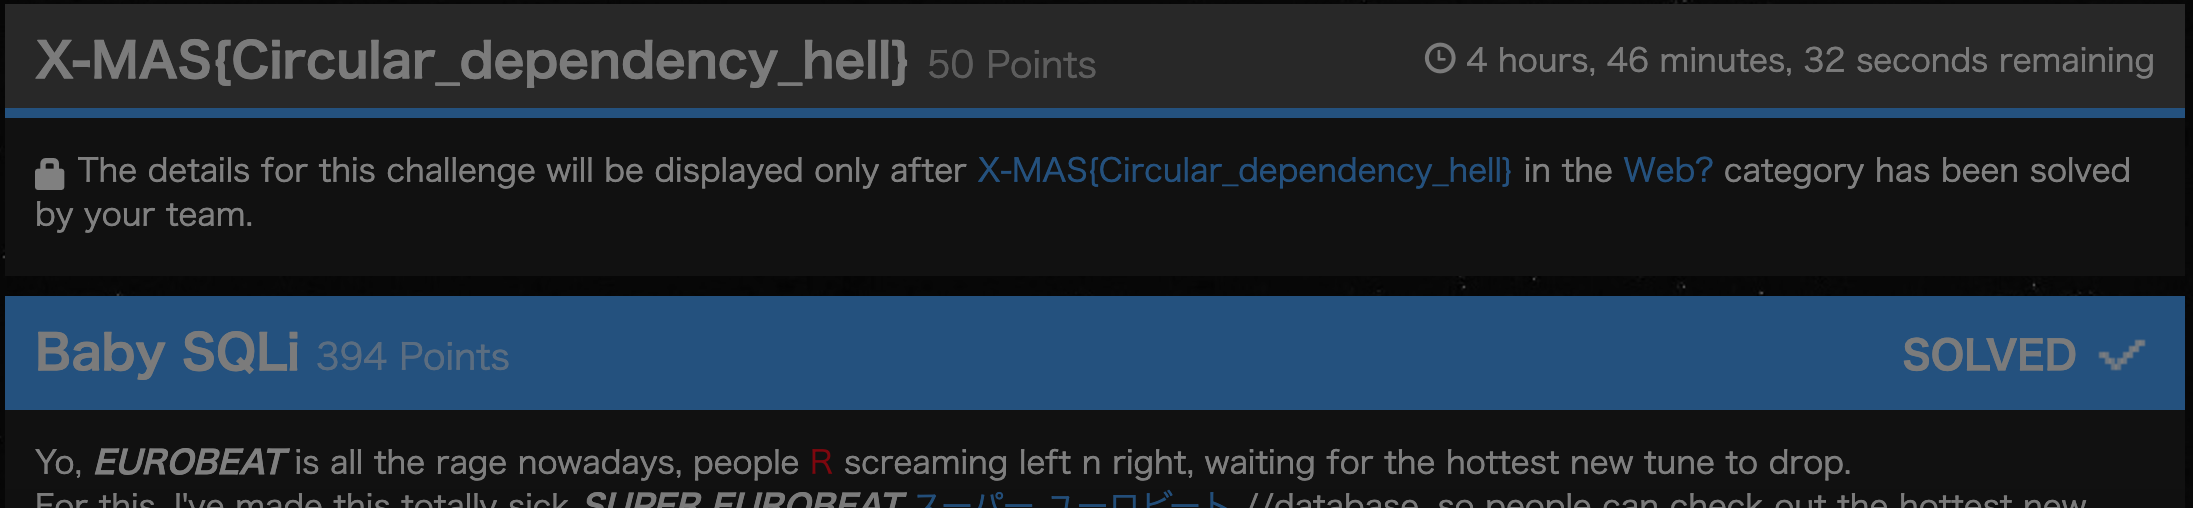 X-MAS{Circular_dependency_hell} 50 Points 4 hours, 46 minutes, 32 seconds remaining
The details for this challenge will be displayed only after X-MAS{Circular_dependency_hell} in the Web? category has been solved
by your team.
Baby SQLi 394 Points SOLVED
Yo, EUROBEAT is all the rage nowadays, people R screaming left n right, waiting for the hottest new tune to drop.
For this, I've made this totally sick SUPER EUROBEAT スーパー ユーロビート //database, so people can check out the hottest new